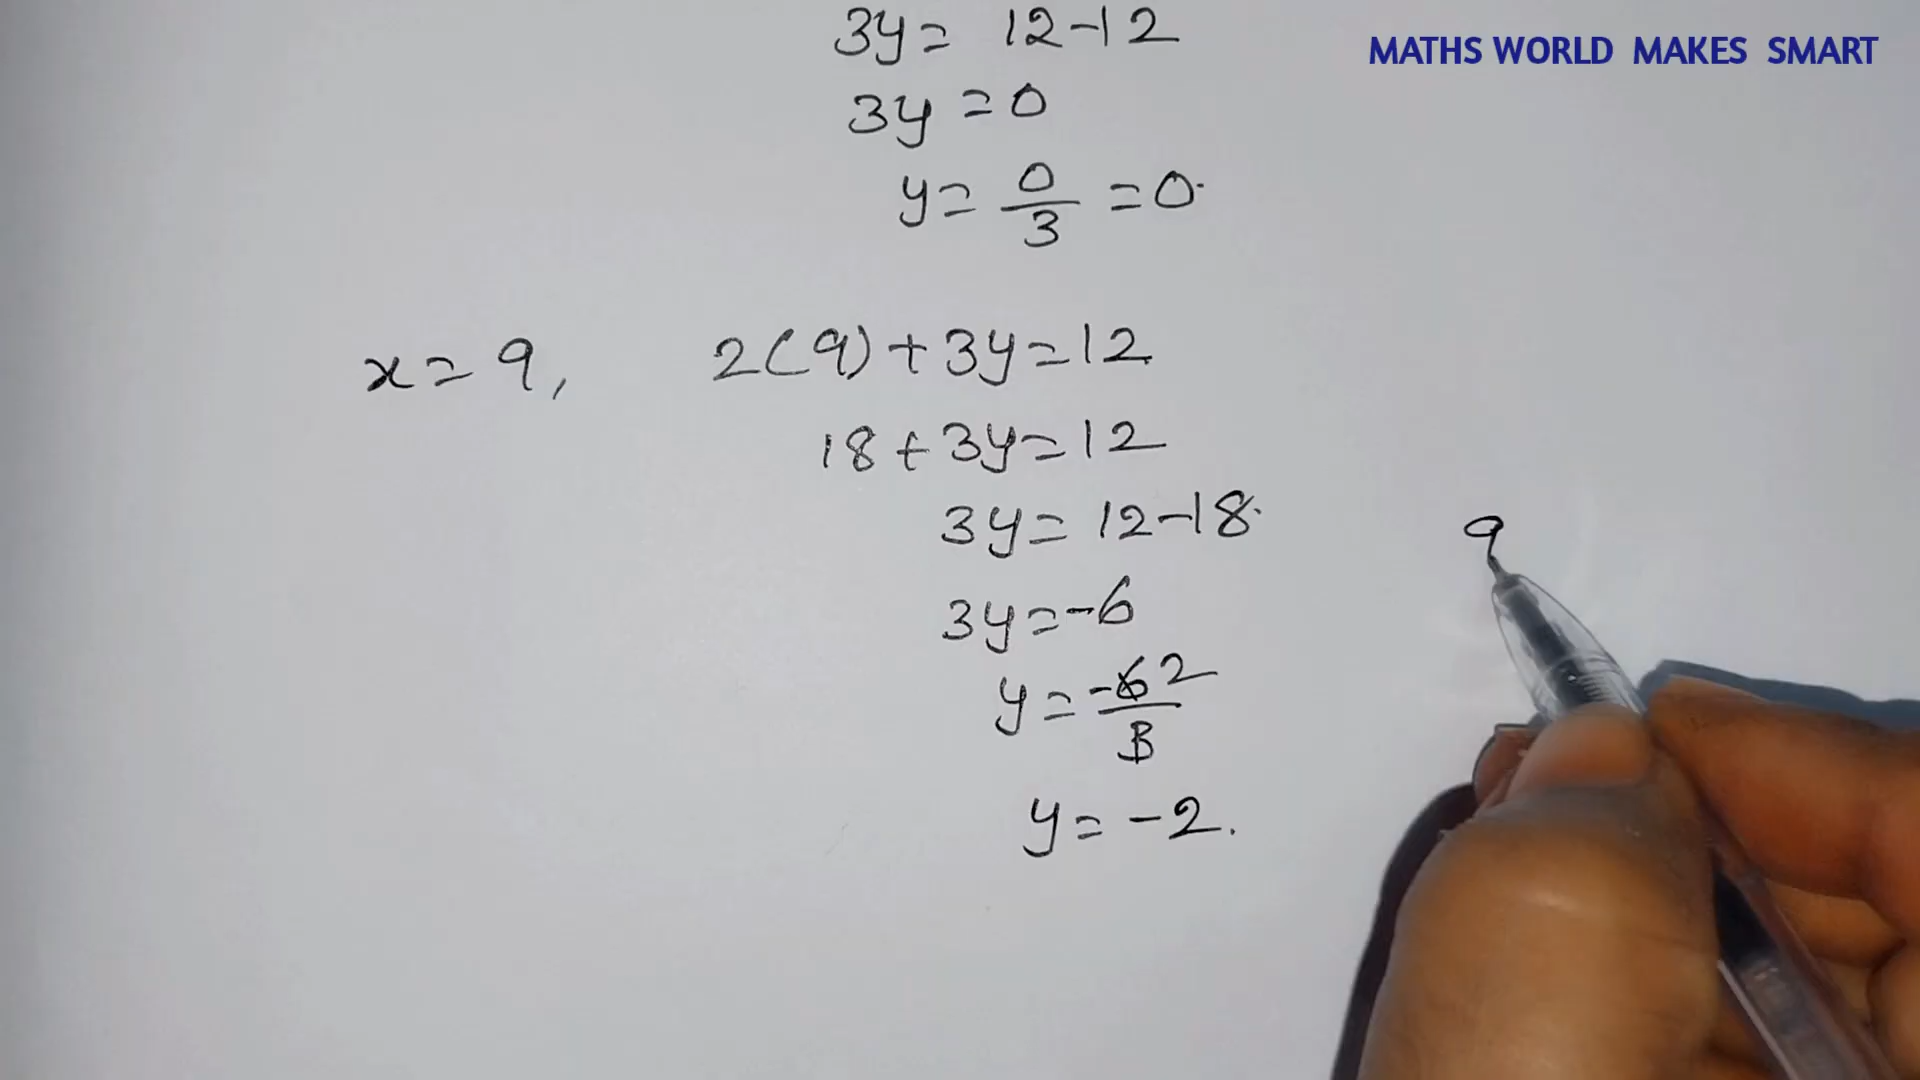 3y = 12-12
MATHS WORLD MAKES SMART
3y = 0
y = 0/3 = 0.
x = 9, 2(9) + 3y = 12
18 + 3y = 12
3y = 12-18.
9
3y = -6
y = -6 2/3
y = -2.